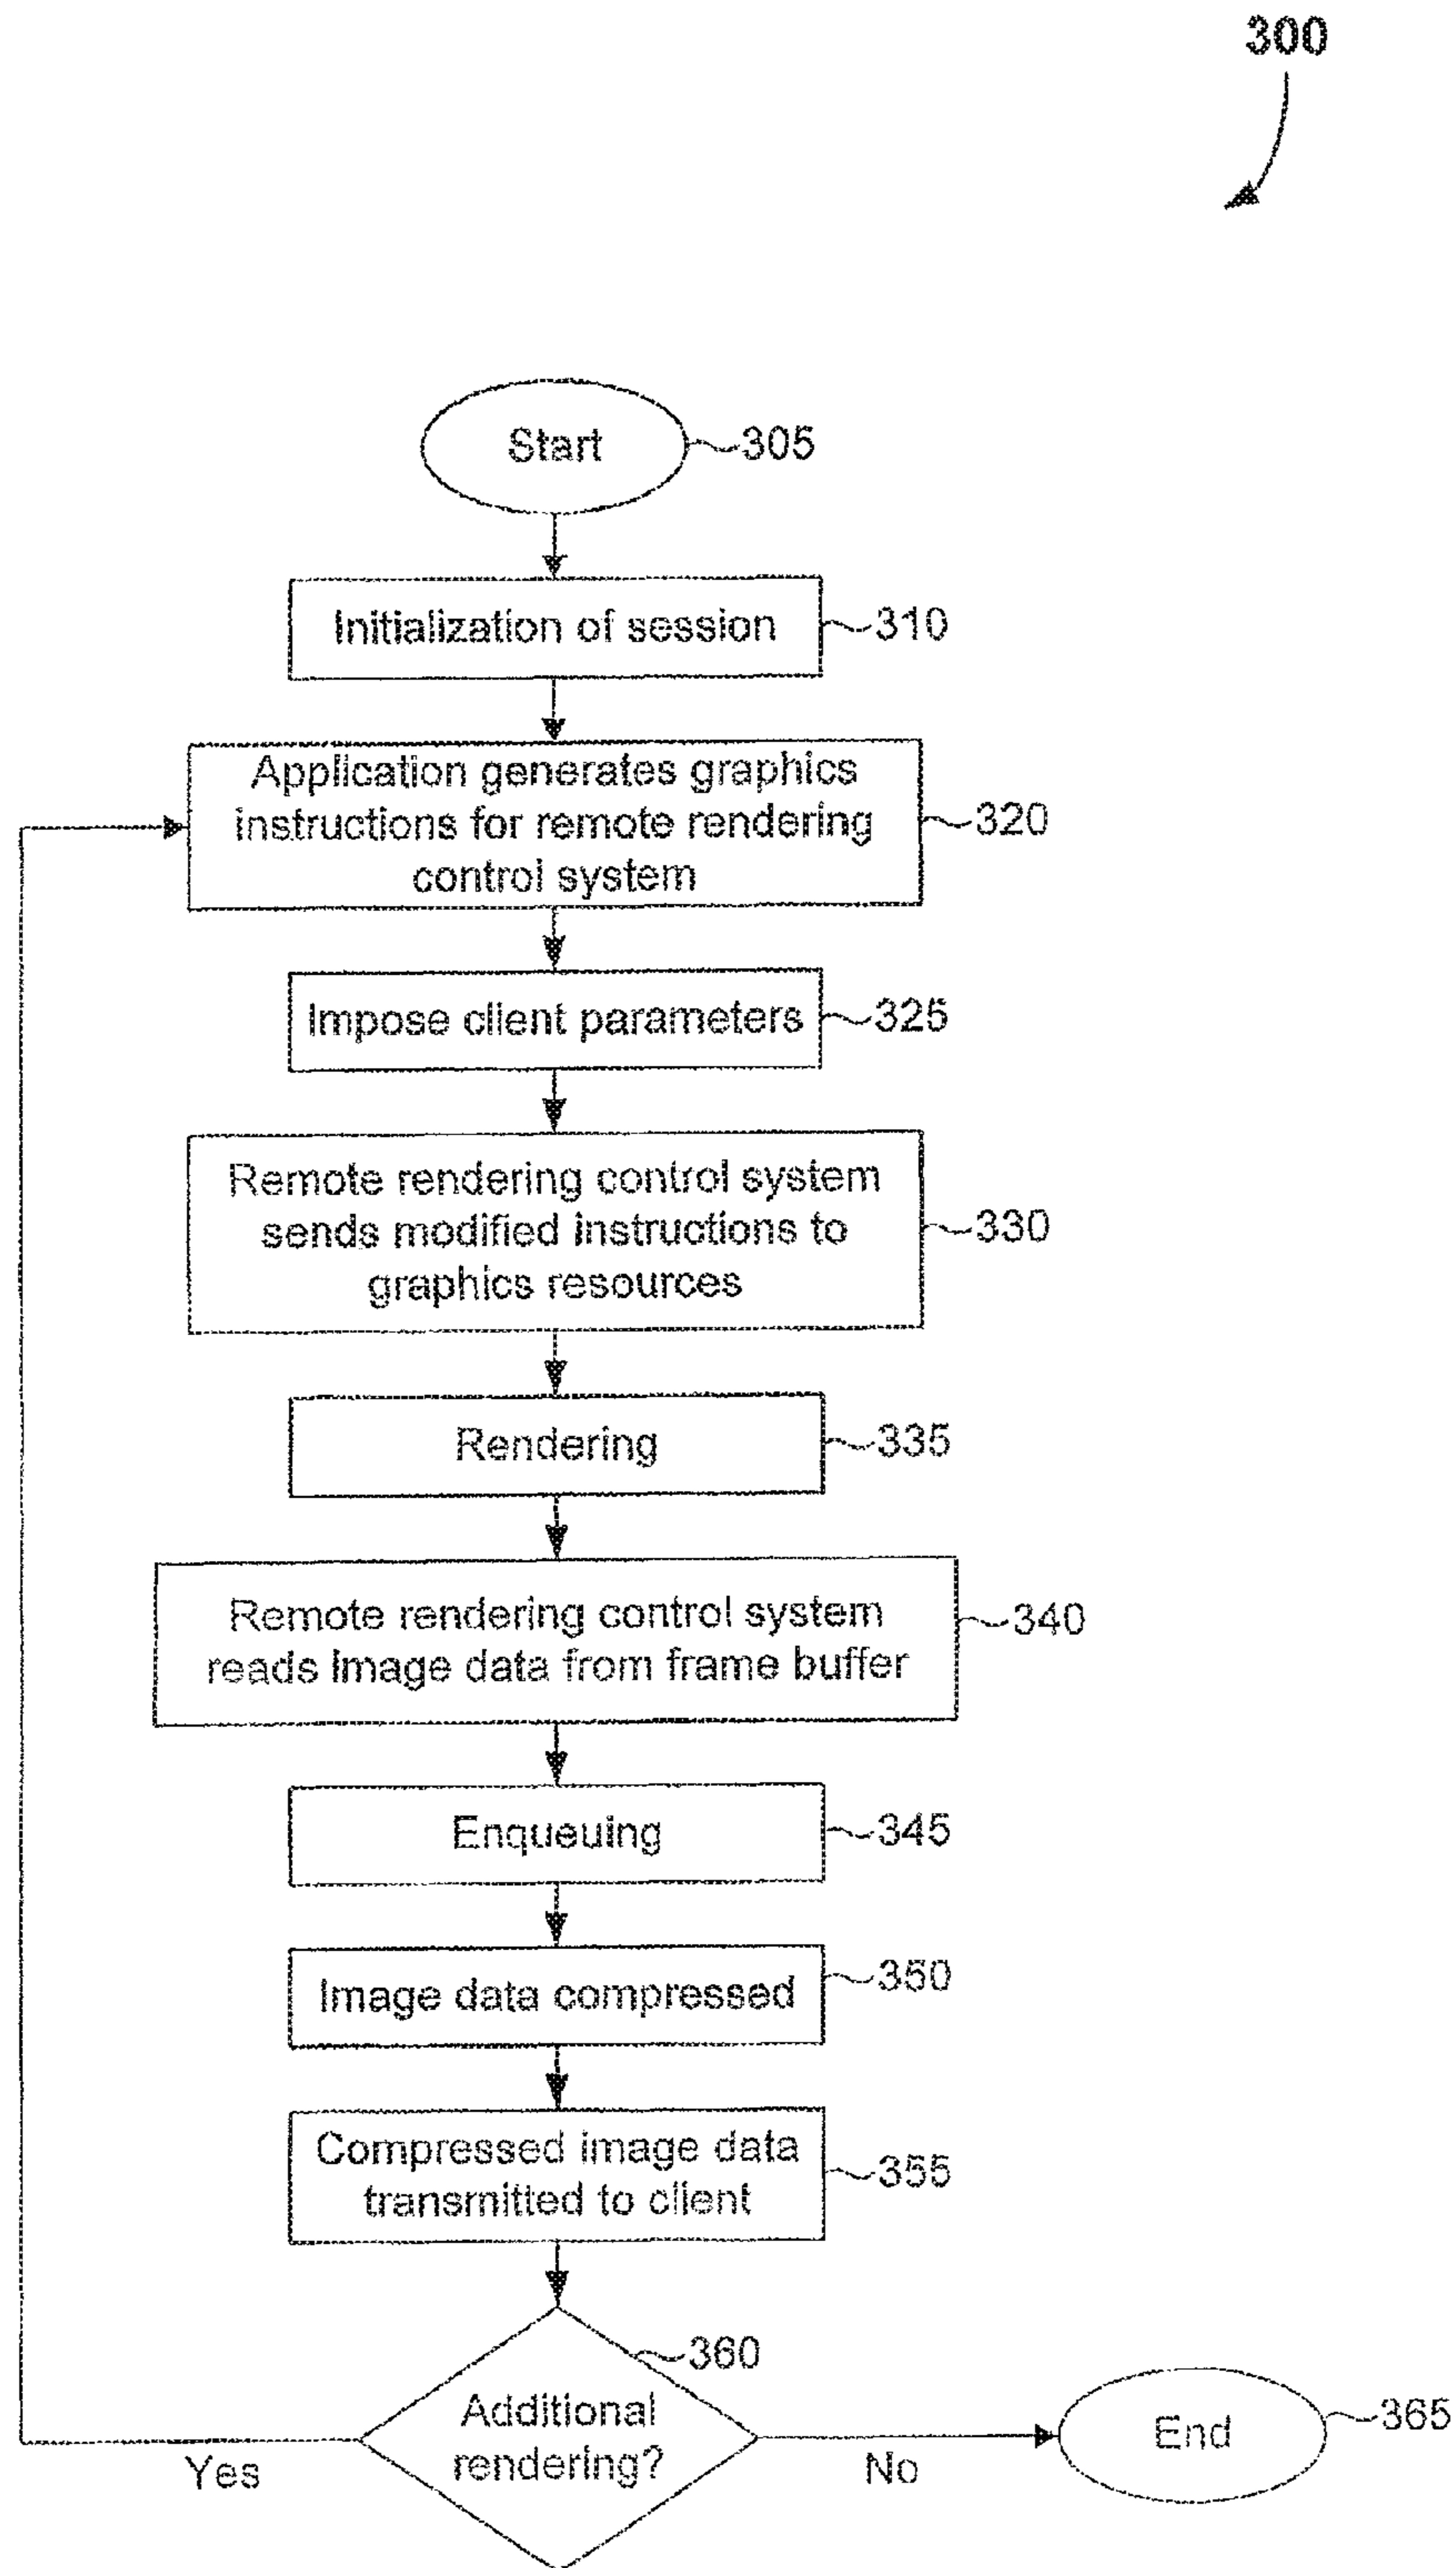 300
Start
305
Initialization of session
310
Application generates graphics
instructions for remote rendering
control system
320
Impose client parameters
325
Remote rendering control system
sends modified instructions to
graphics resources
330
Rendering
335
Remote rendering control system
reads image data from frame buffer
340
Enqueuing
345
Image data compressed
350
Compressed image data
transmitted to client
355
360
Additional
rendering?
Yes
No
End
365